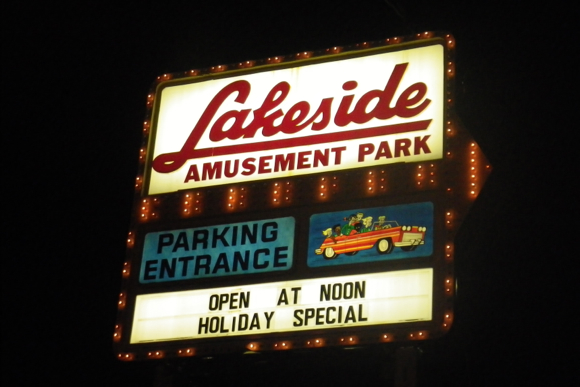 Lakeside
AMUSEMENT PARK
PARKING
ENTRANCE
OPEN AT NOON
HOLiDAY SPECIAL